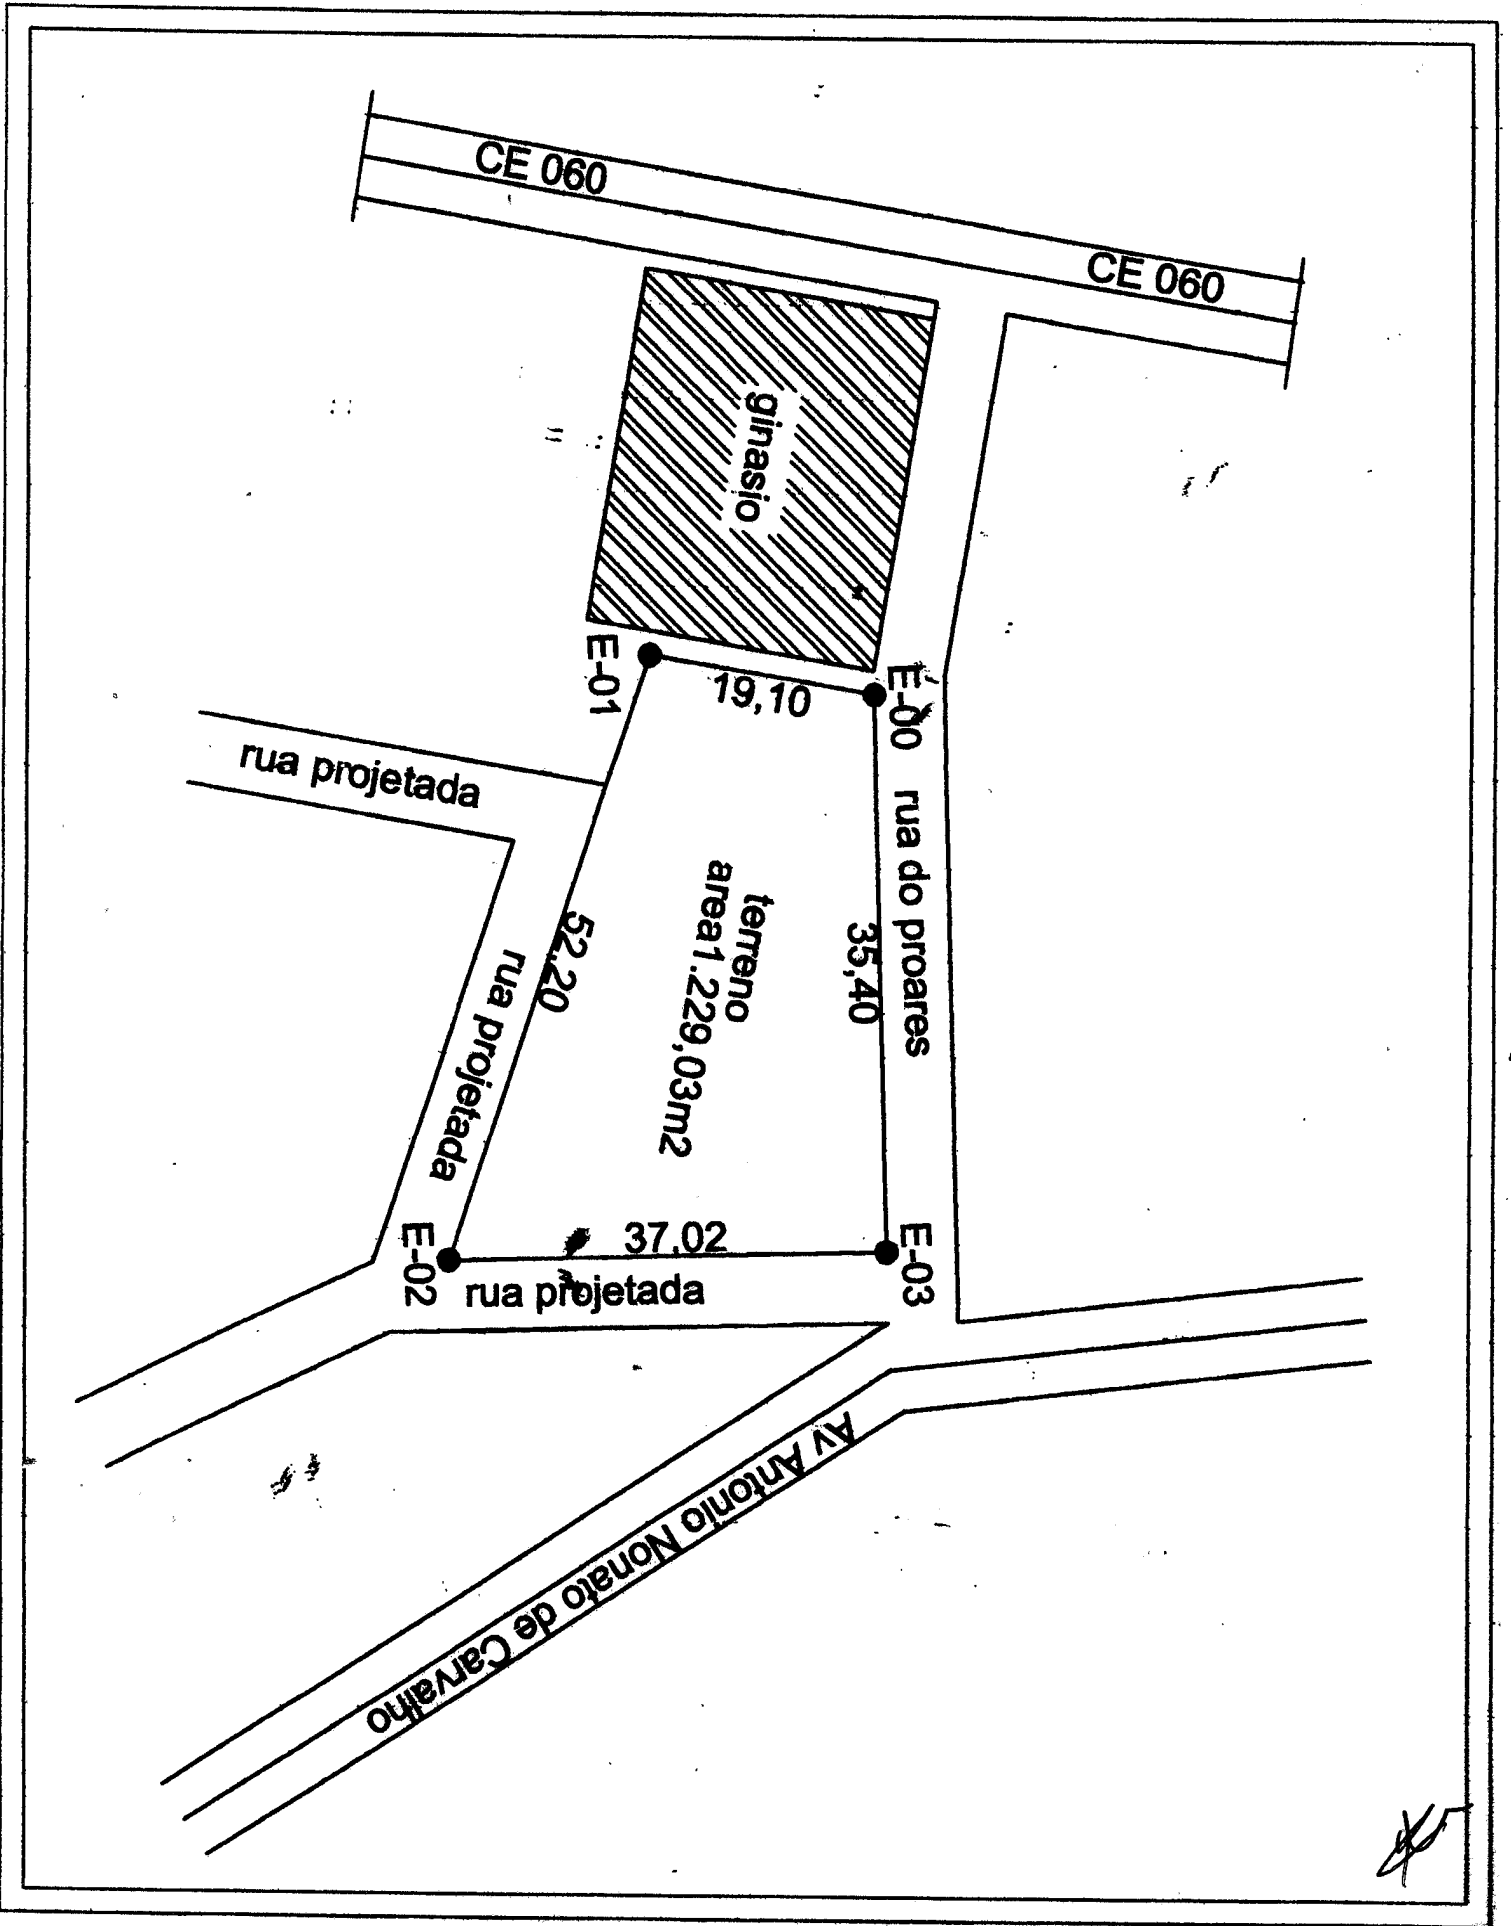 CE 060
CE 060
ginasio
E-01
19,10
E-00
rua projetada
rua do proares
35,40
terreno
area1.229,03m2
52,20
rua projetada
E-02
37,02
E-03
rua projetada
Av Antonio Nonato de Carvalho